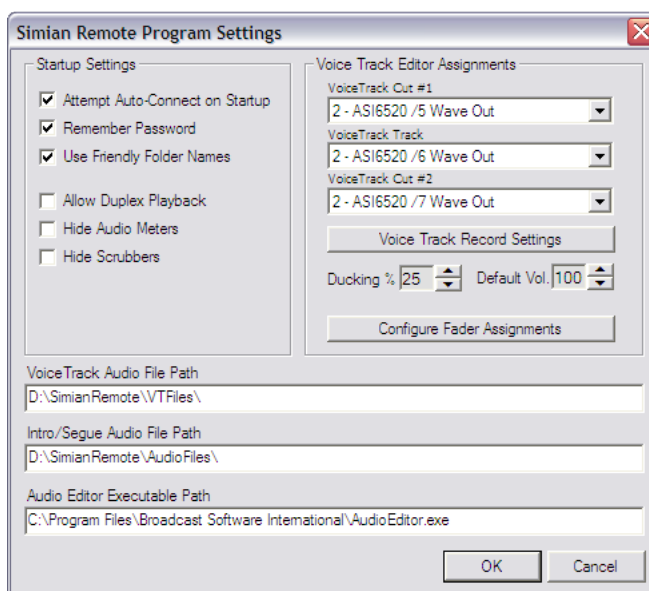 Simian Remote Program Settings
Startup Settings
Attempt Auto-Connect on Startup
Remember Password
Use Friendly Folder Names
Allow Duplex Playback
Hide Audio Meters
Hide Scrubbers
Voice Track Editor Assignments
VoiceTrack Cut #1
2 - ASI6520 /5 Wave Out
VoiceTrack Track
2 - ASI6520 /6 Wave Out
VoiceTrack Cut #2
2 - ASI6520 /7 Wave Out
Voice Track Record Settings
Ducking % 25 Default Vol. 100
Configure Fader Assignments
VoiceTrack Audio File Path
D:\SimianRemote\VTFiles\
Intro/Segue Audio File Path
D:\SimianRemote\AudioFiles\
Audio Editor Executable Path
C:\Program Files\Broadcast Software International\AudioEditor.exe
OK Cancel